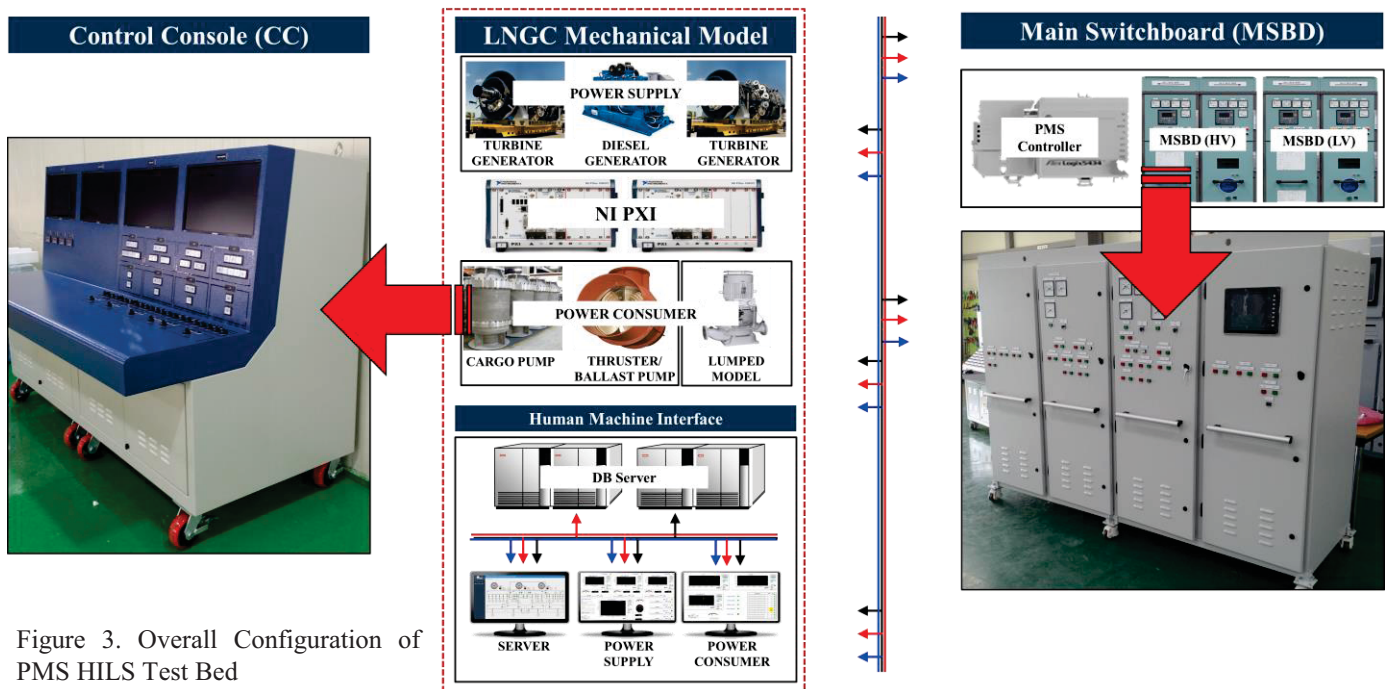 Control Console (CC)
LNGC Mechanical Model
POWER SUPPLY
TURBINE
GENERATOR
DIESEL
GENERATOR
TURBINE
GENERATOR
NI PXI
POWER CONSUMER
CARGO PUMP
THRUSTER/
BALLAST PUMP
LUMPED
MODEL
Human Machine Interface
DB Server
SERVER
POWER
SUPPLY
POWER
CONSUMER
Main Switchboard (MSBD)
PMS
Controller
MSBD (HV)
MSBD (LV)
Figure 3. Overall Configuration of
PMS HILS Test Bed